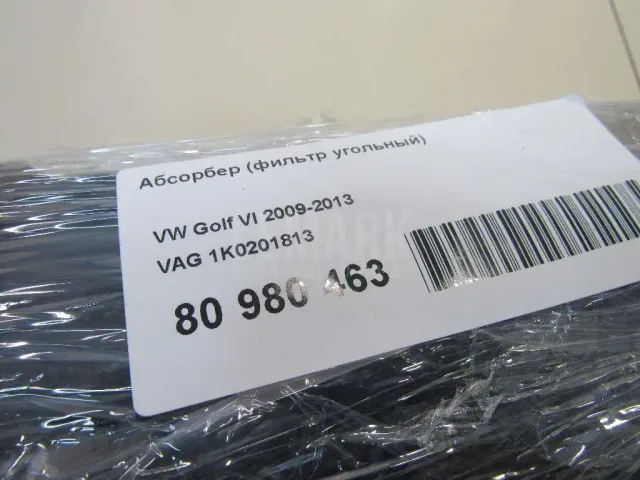 Абсорбер (фильтр угольный)
VW Golf VI 2009-2013
VAG 1K0201813
80 980 463